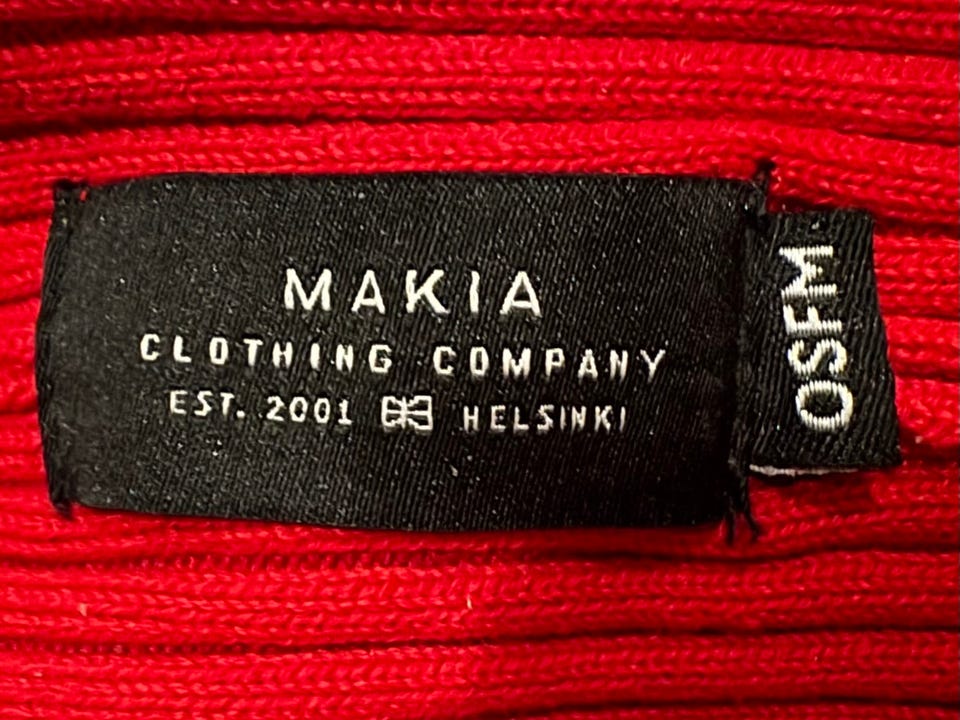 MAKIA
CLOTHING COMPANY
EST. 2001 HELSINKI
OSFM